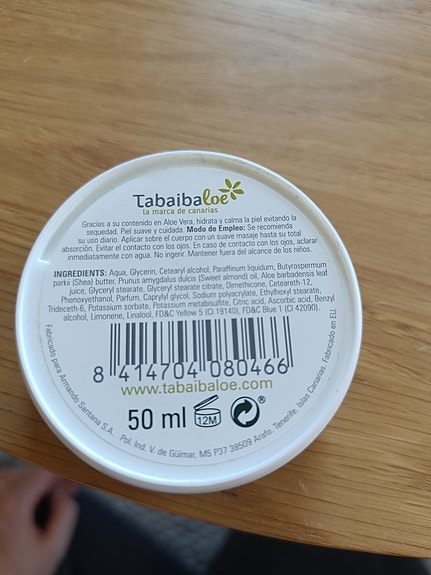 Tabaibaloe
la marca de canarias
Gracias a su contenido en Aloe Vera, hidrata y calma la piel evitando la
sequedad. Piel suave y cuidada. Modo de Empleo: Se recomienda
su uso diario. Aplicar sobre el cuerpo con un suave masaje hasta su total
absorción. Evitar el contacto con los ojos. En caso de contacto con los ojos, aclarar
inmediatamente con agua. No ingerir. Mantener fuera del alcance de los niños.
INGREDIENTS: Aqua, Glycerin, Cetearyl alcohol, Paraffinum liquidum, Butyrospermum
parkii (Shea) butter, Prunus amygdalus dulcis (Sweet almond) oil, Aloe barbadensis leaf
juice, Glyceryl stearate, Glyceryl stearate citrate, Dimethicone, Ceteareth-12,
Phenoxyethanol, Parfum, Caprylyl glycol, Sodium polyacrylate, Ethylhexyl stearate,
Trideceth-6, Potassium sorbate, Potassium metabisulfite, Citric acid, Ascorbic acid, Benzyl
alcohol, Limonene, Linalool, FD&C Yellow 5 (CI 19140), FD&C Blue 1 (CI 42090).
8 414704 080466
www.tabaibaloe.com
50 ml 12M ®
Fabricado para Armando Santana S.A. Pol. Ind. V. de Güimar, M5 P37 38509 Arafo. Tenerife. Islas Canarias. Fabricado en EU.